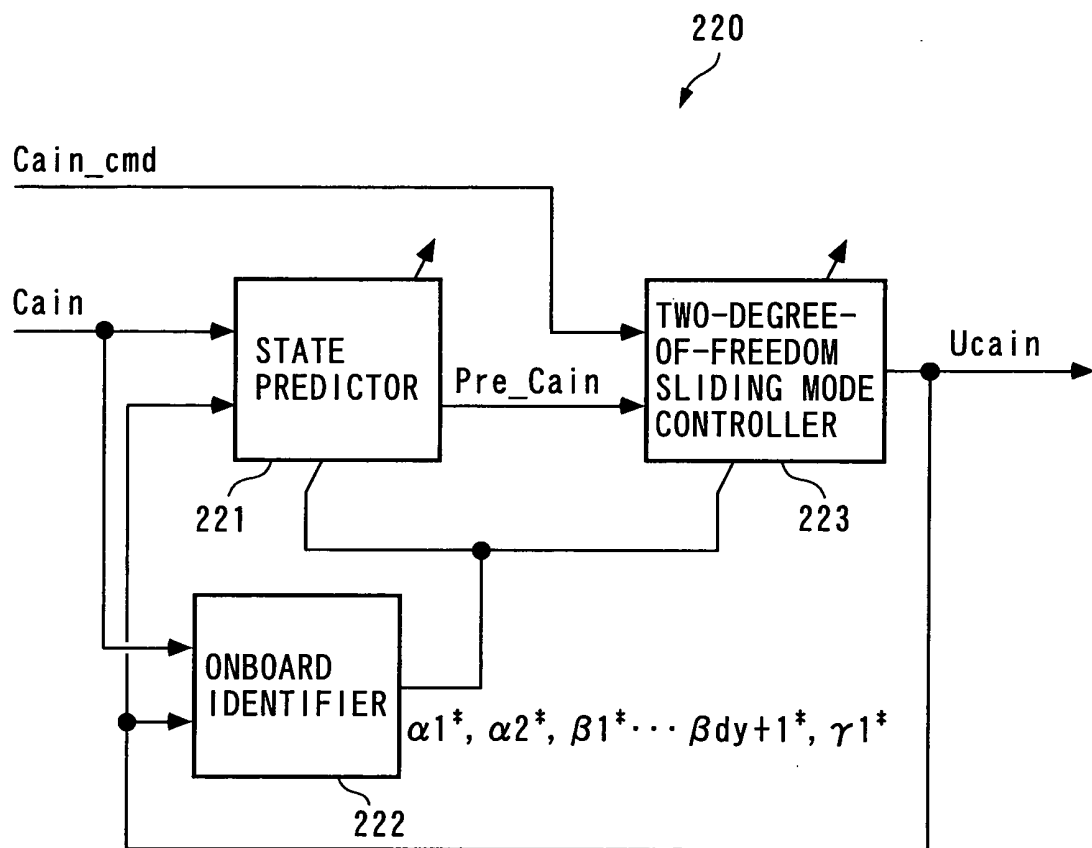 220
Cain_cmd
Cain
STATE
PREDICTOR
Pre_Cain
TWO-DEGREE-
OF-FREEDOM
SLIDING MODE
CONTROLLER
Ucain
221
223
ONBOARD
IDENTIFIER
α1*, α2*, β1*··· βdy+1*, γ1*
222